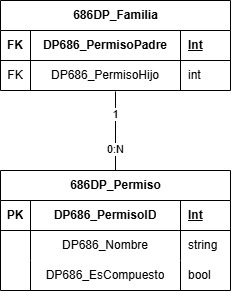 686DP_Familia
FK DP686_PermisoPadre Int
FK DP686_PermisoHijo int
1
0:N
686DP_Permiso
PK DP686_PermisoID Int
DP686_Nombre string
DP686_EsCompuesto bool